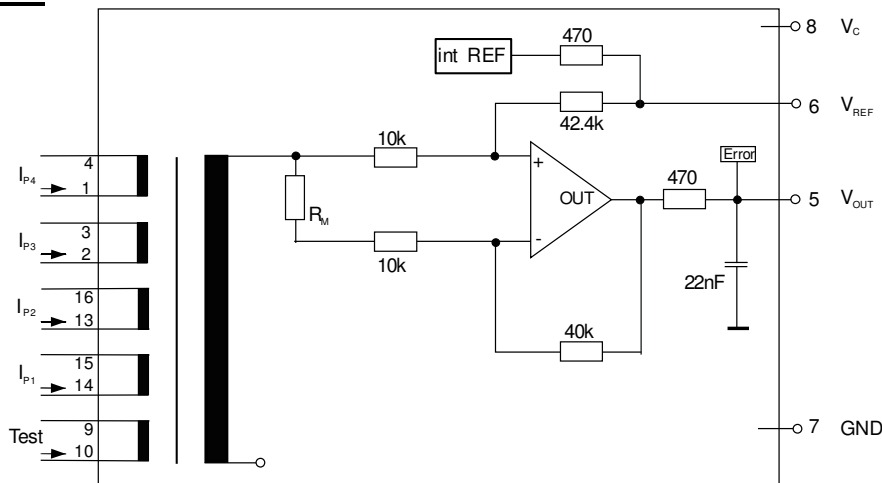 8 V_C
int REF
470
6 V_REF
42.4k
10k
4
I_P4
1
+
Error
470
OUT
5 V_OUT
R_M
3
I_P3
2
-
10k
22nF
16
I_P2
13
40k
15
I_P1
14
9
Test
10
7 GND